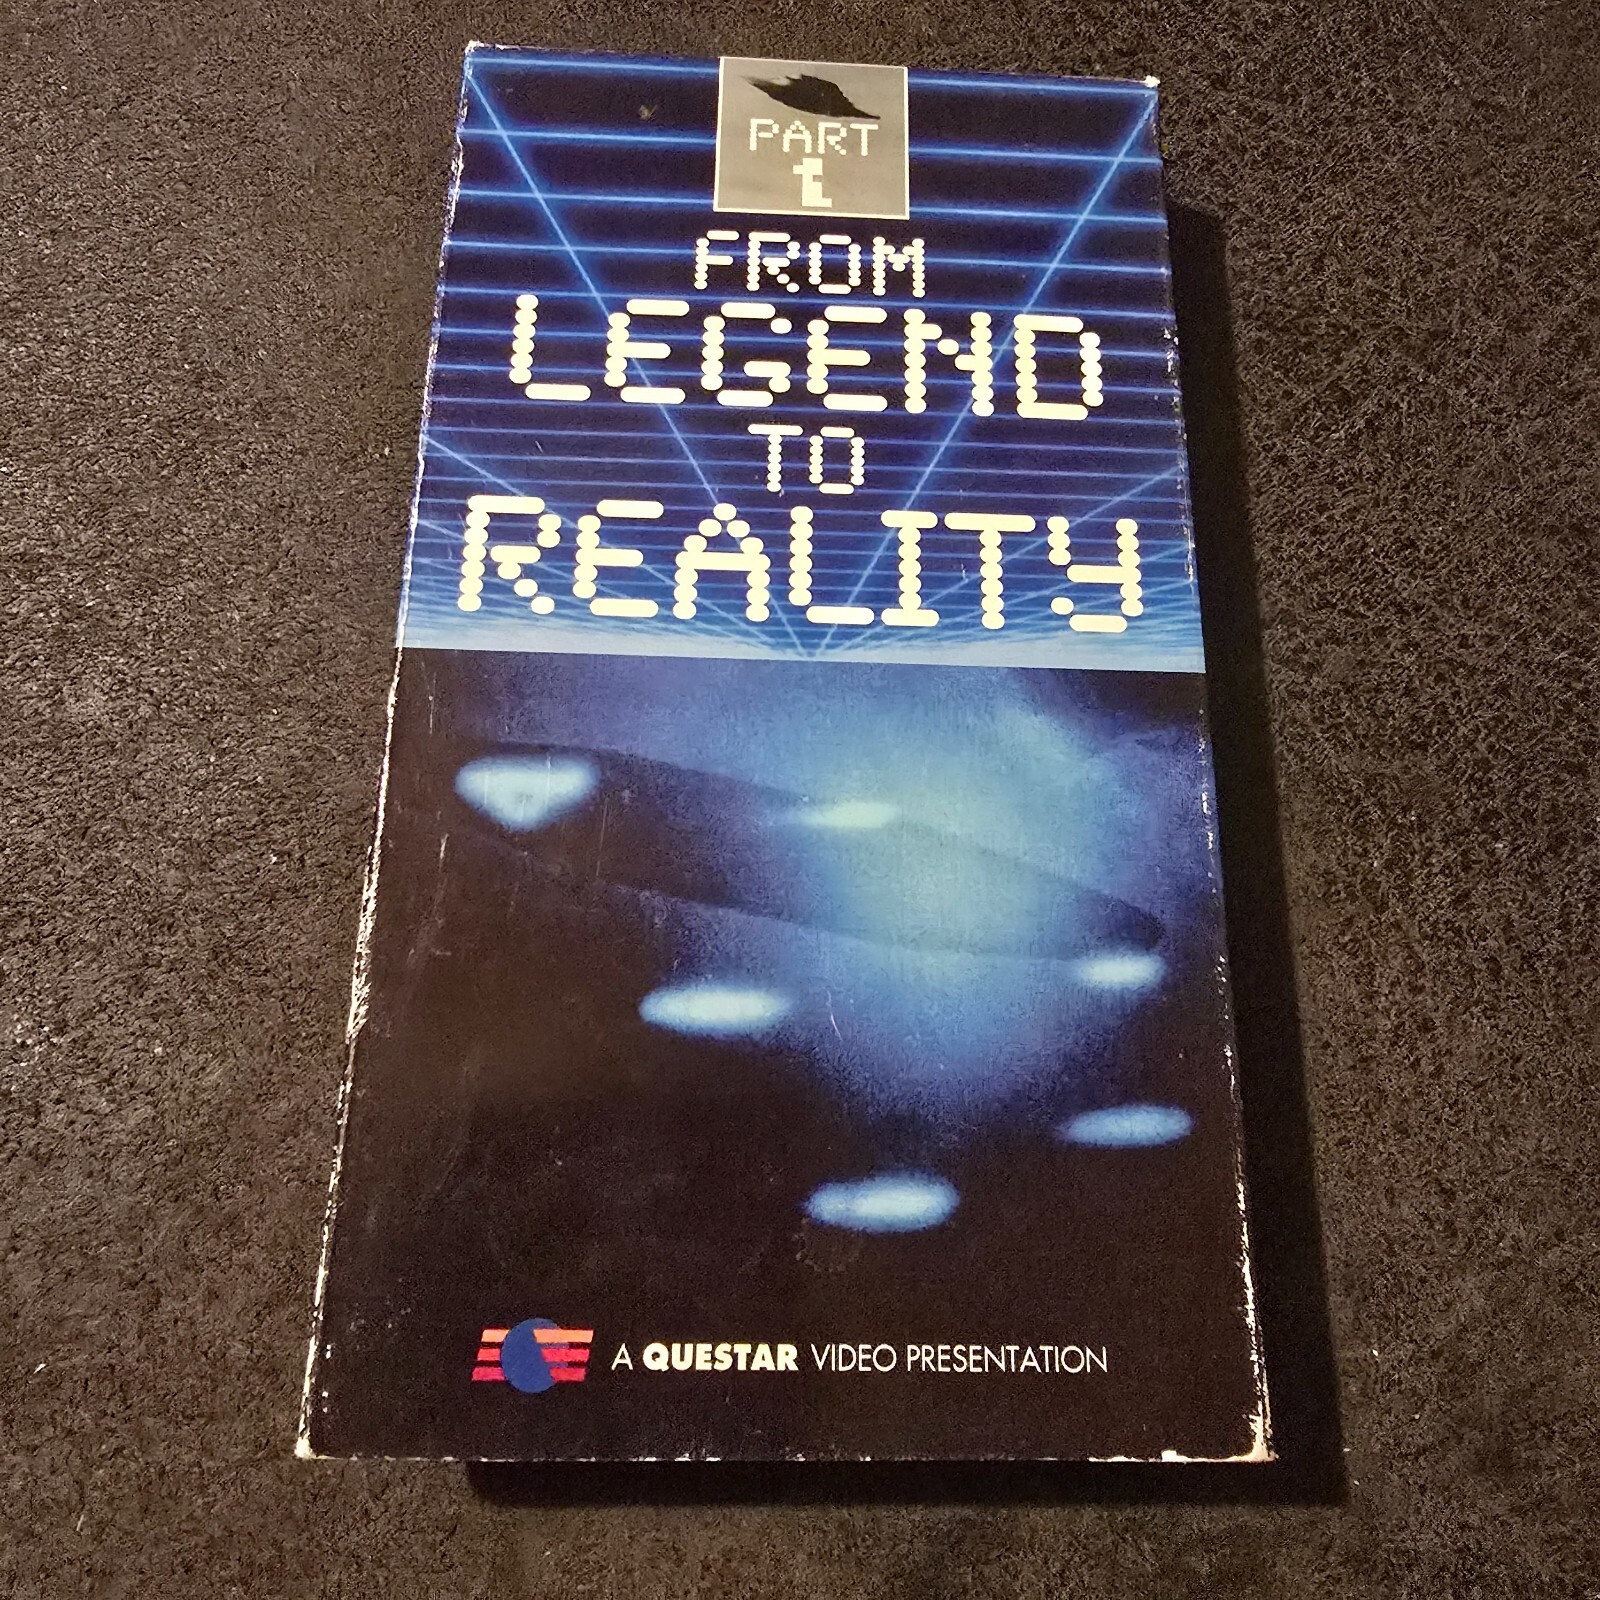 PART
1
FROM
LEGEND
TO
REALITY
A QUESTAR VIDEO PRESENTATION